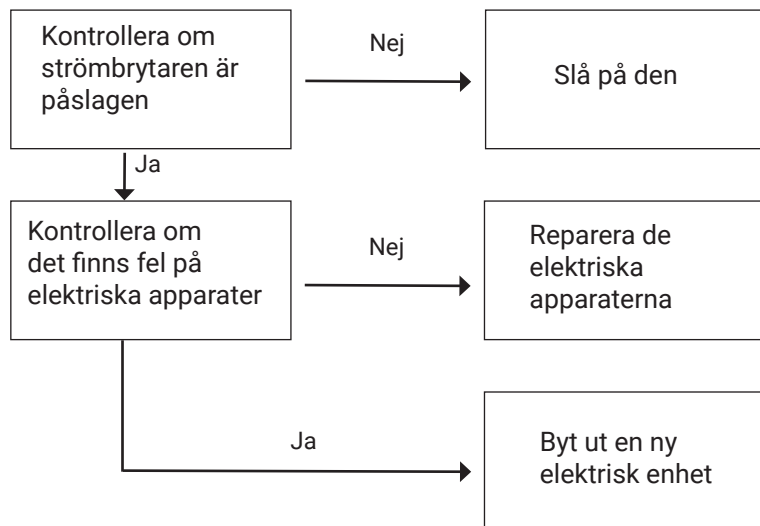 Kontrollera om
strömbrytaren är
påslagen
Nej
Slå på den
Ja
Kontrollera om
det finns fel på
elektriska apparater
Nej
Reparera de
elektriska
apparaterna
Ja
Byt ut en ny
elektrisk enhet